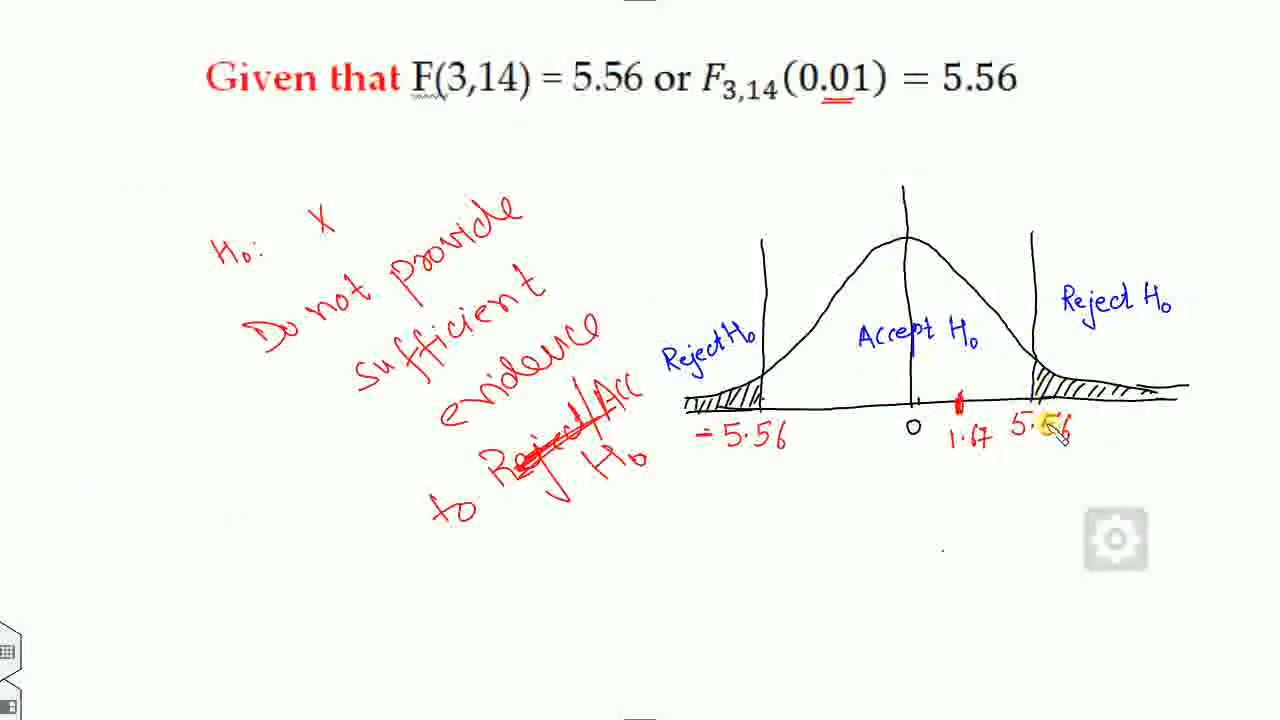 Given that F(3,14) = 5.56 or F₃,₁₄(0.01) = 5.56
H₀: X
Do not provide
sufficient
evidence
to Reject/Acc
H₀
Reject H₀
Accept H₀
Reject H₀
- 5.56
0
1.67
5.56